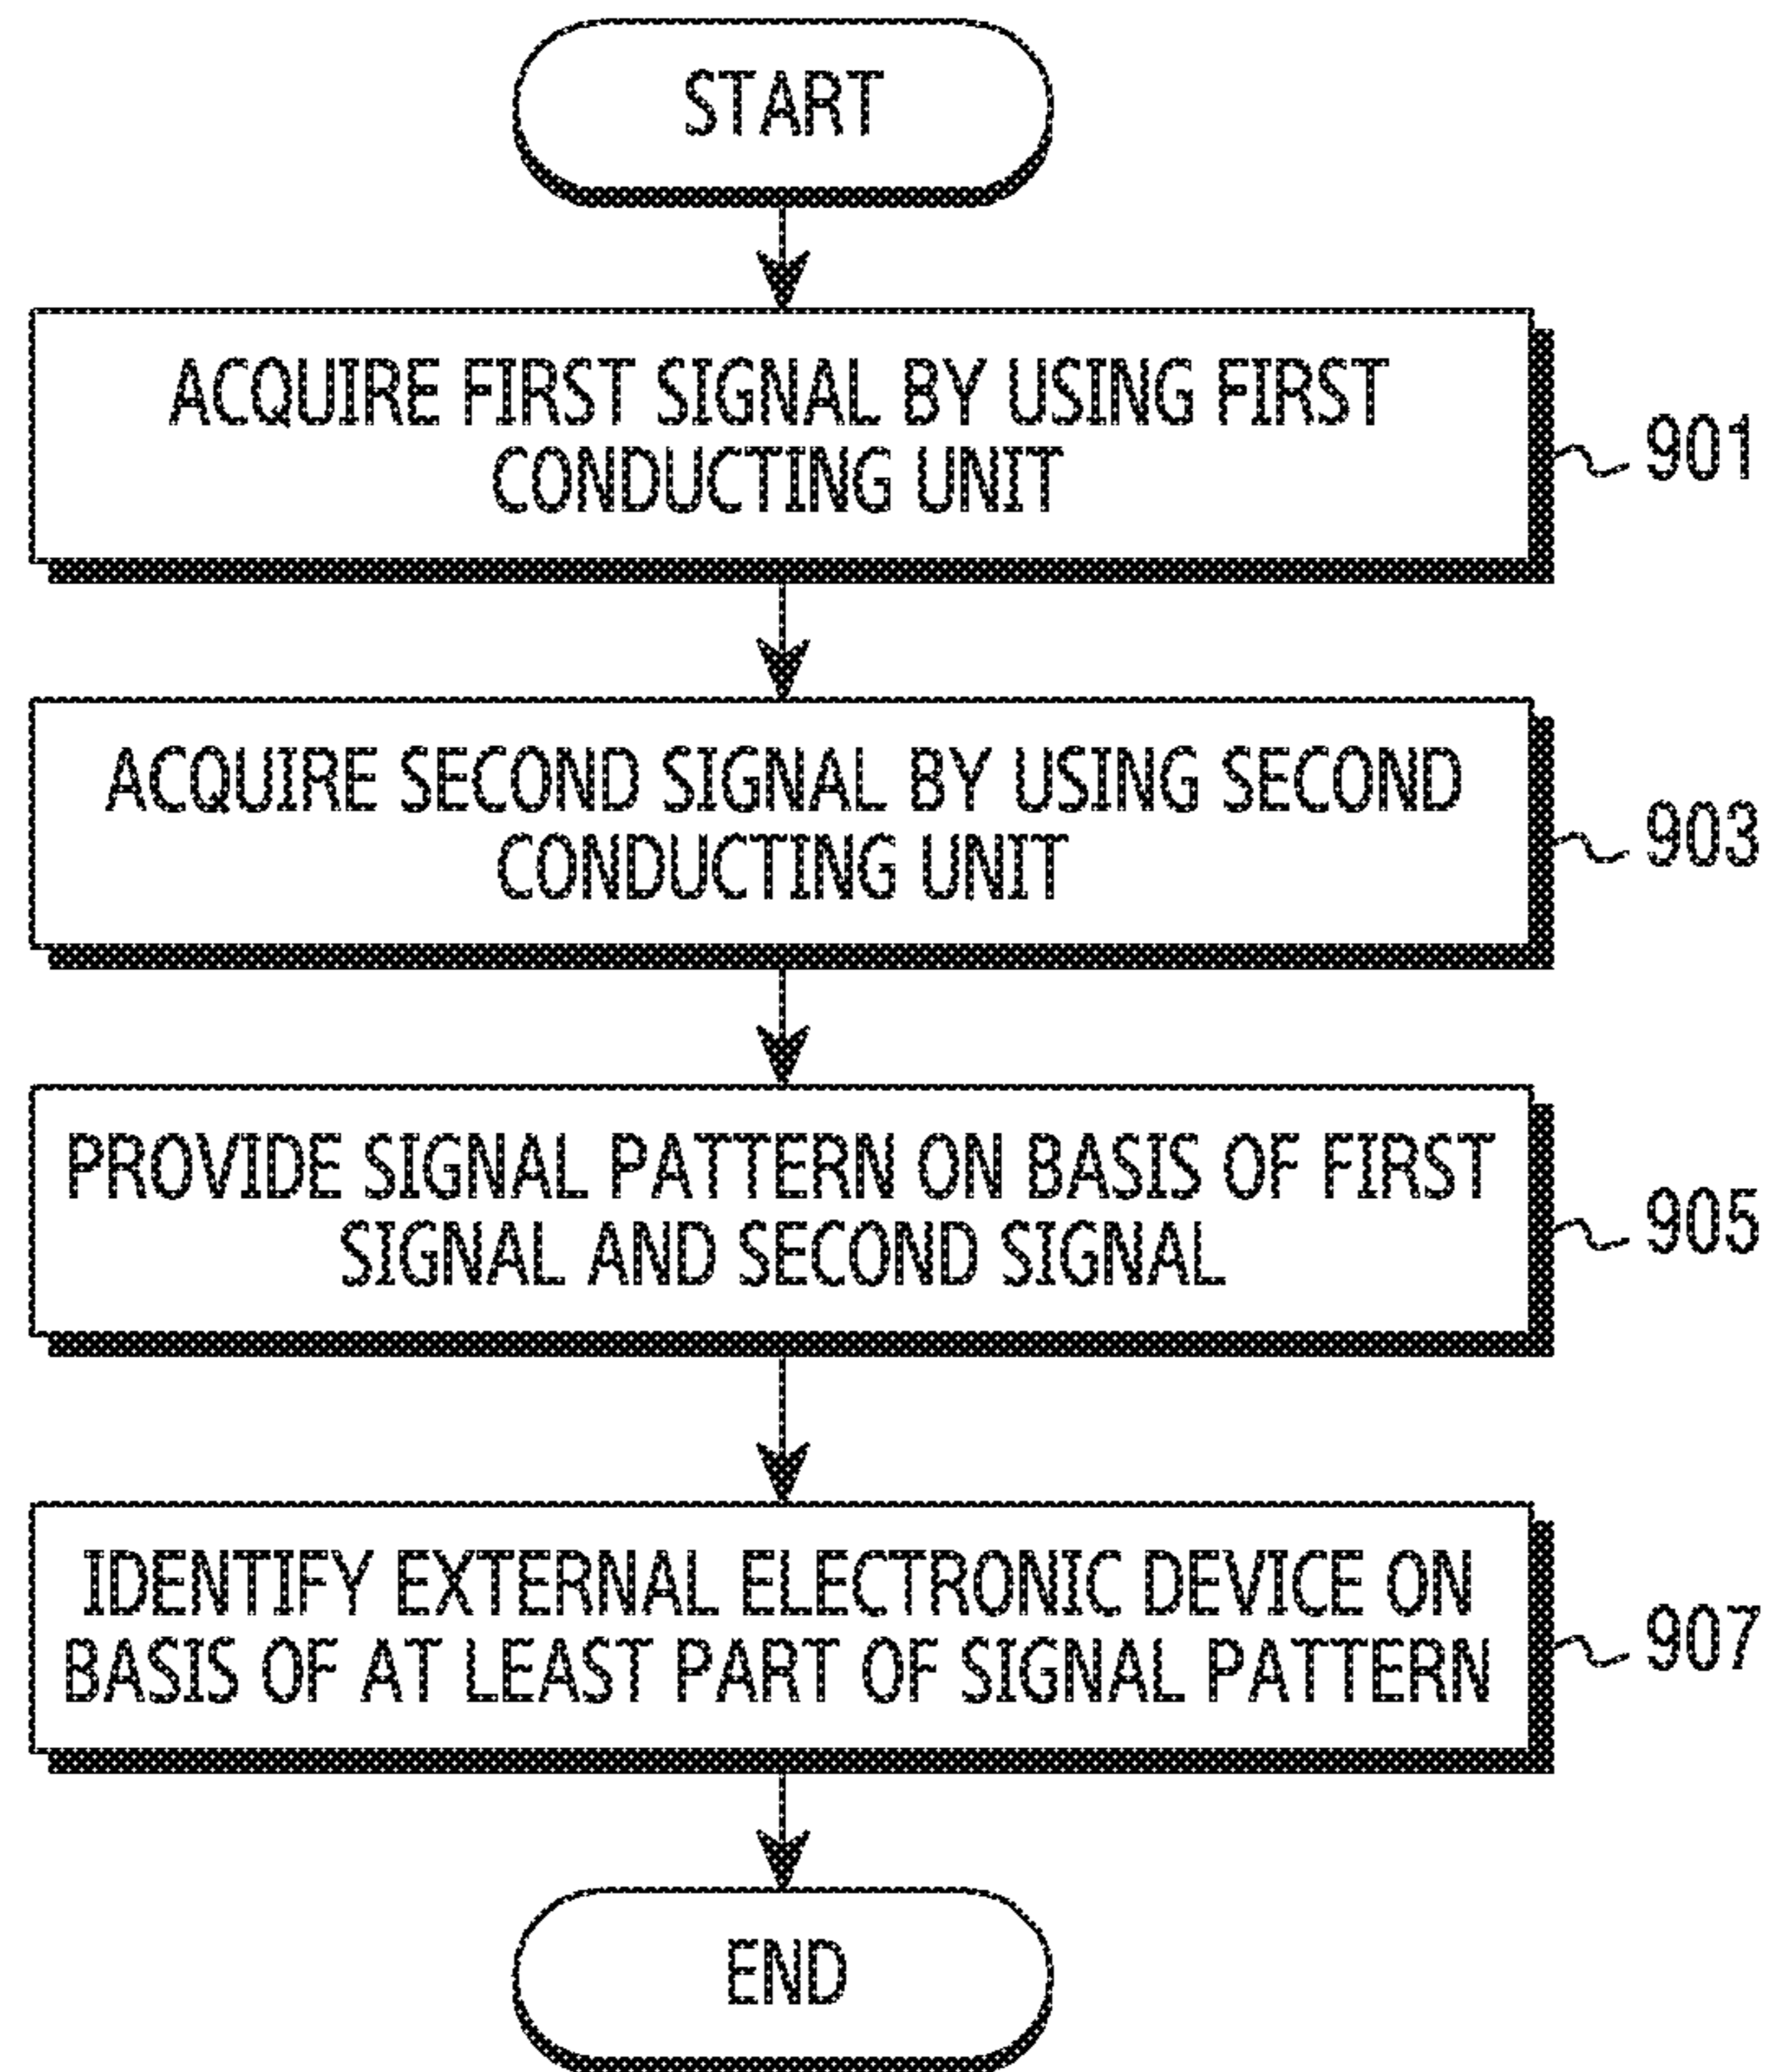 START
ACQUIRE FIRST SIGNAL BY USING FIRST
CONDUCTING UNIT
901
ACQUIRE SECOND SIGNAL BY USING SECOND
CONDUCTING UNIT
903
PROVIDE SIGNAL PATTERN ON BASIS OF FIRST
SIGNAL AND SECOND SIGNAL
905
IDENTIFY EXTERNAL ELECTRONIC DEVICE ON
BASIS OF AT LEAST PART OF SIGNAL PATTERN
907
END